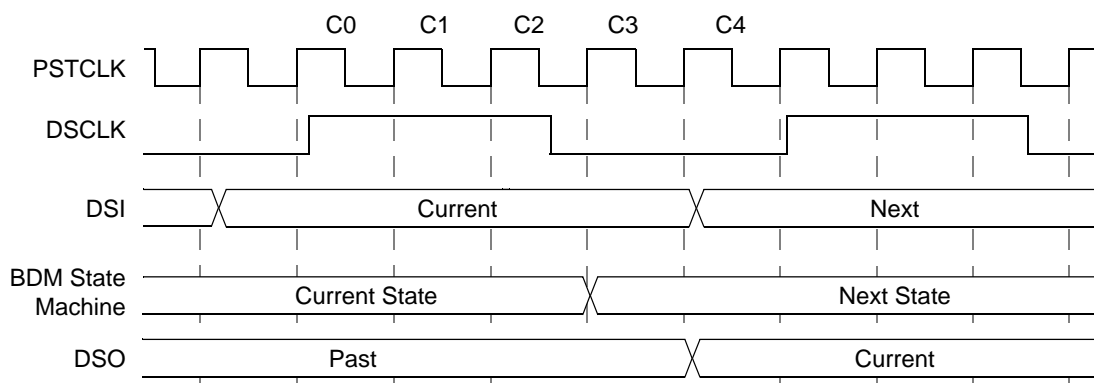 C0 C1 C2 C3 C4
PSTCLK
DSCLK
DSI Current Next
BDM State
Machine Current State Next State
DSO Past Current